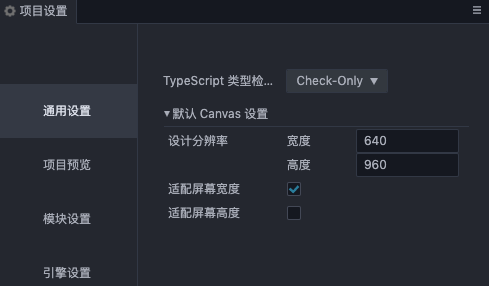 项目设置
通用设置
项目预览
模块设置
引擎设置
TypeScript 类型检... Check-Only
默认 Canvas 设置
设计分辨率 宽度 640
高度 960
适配屏幕宽度
适配屏幕高度